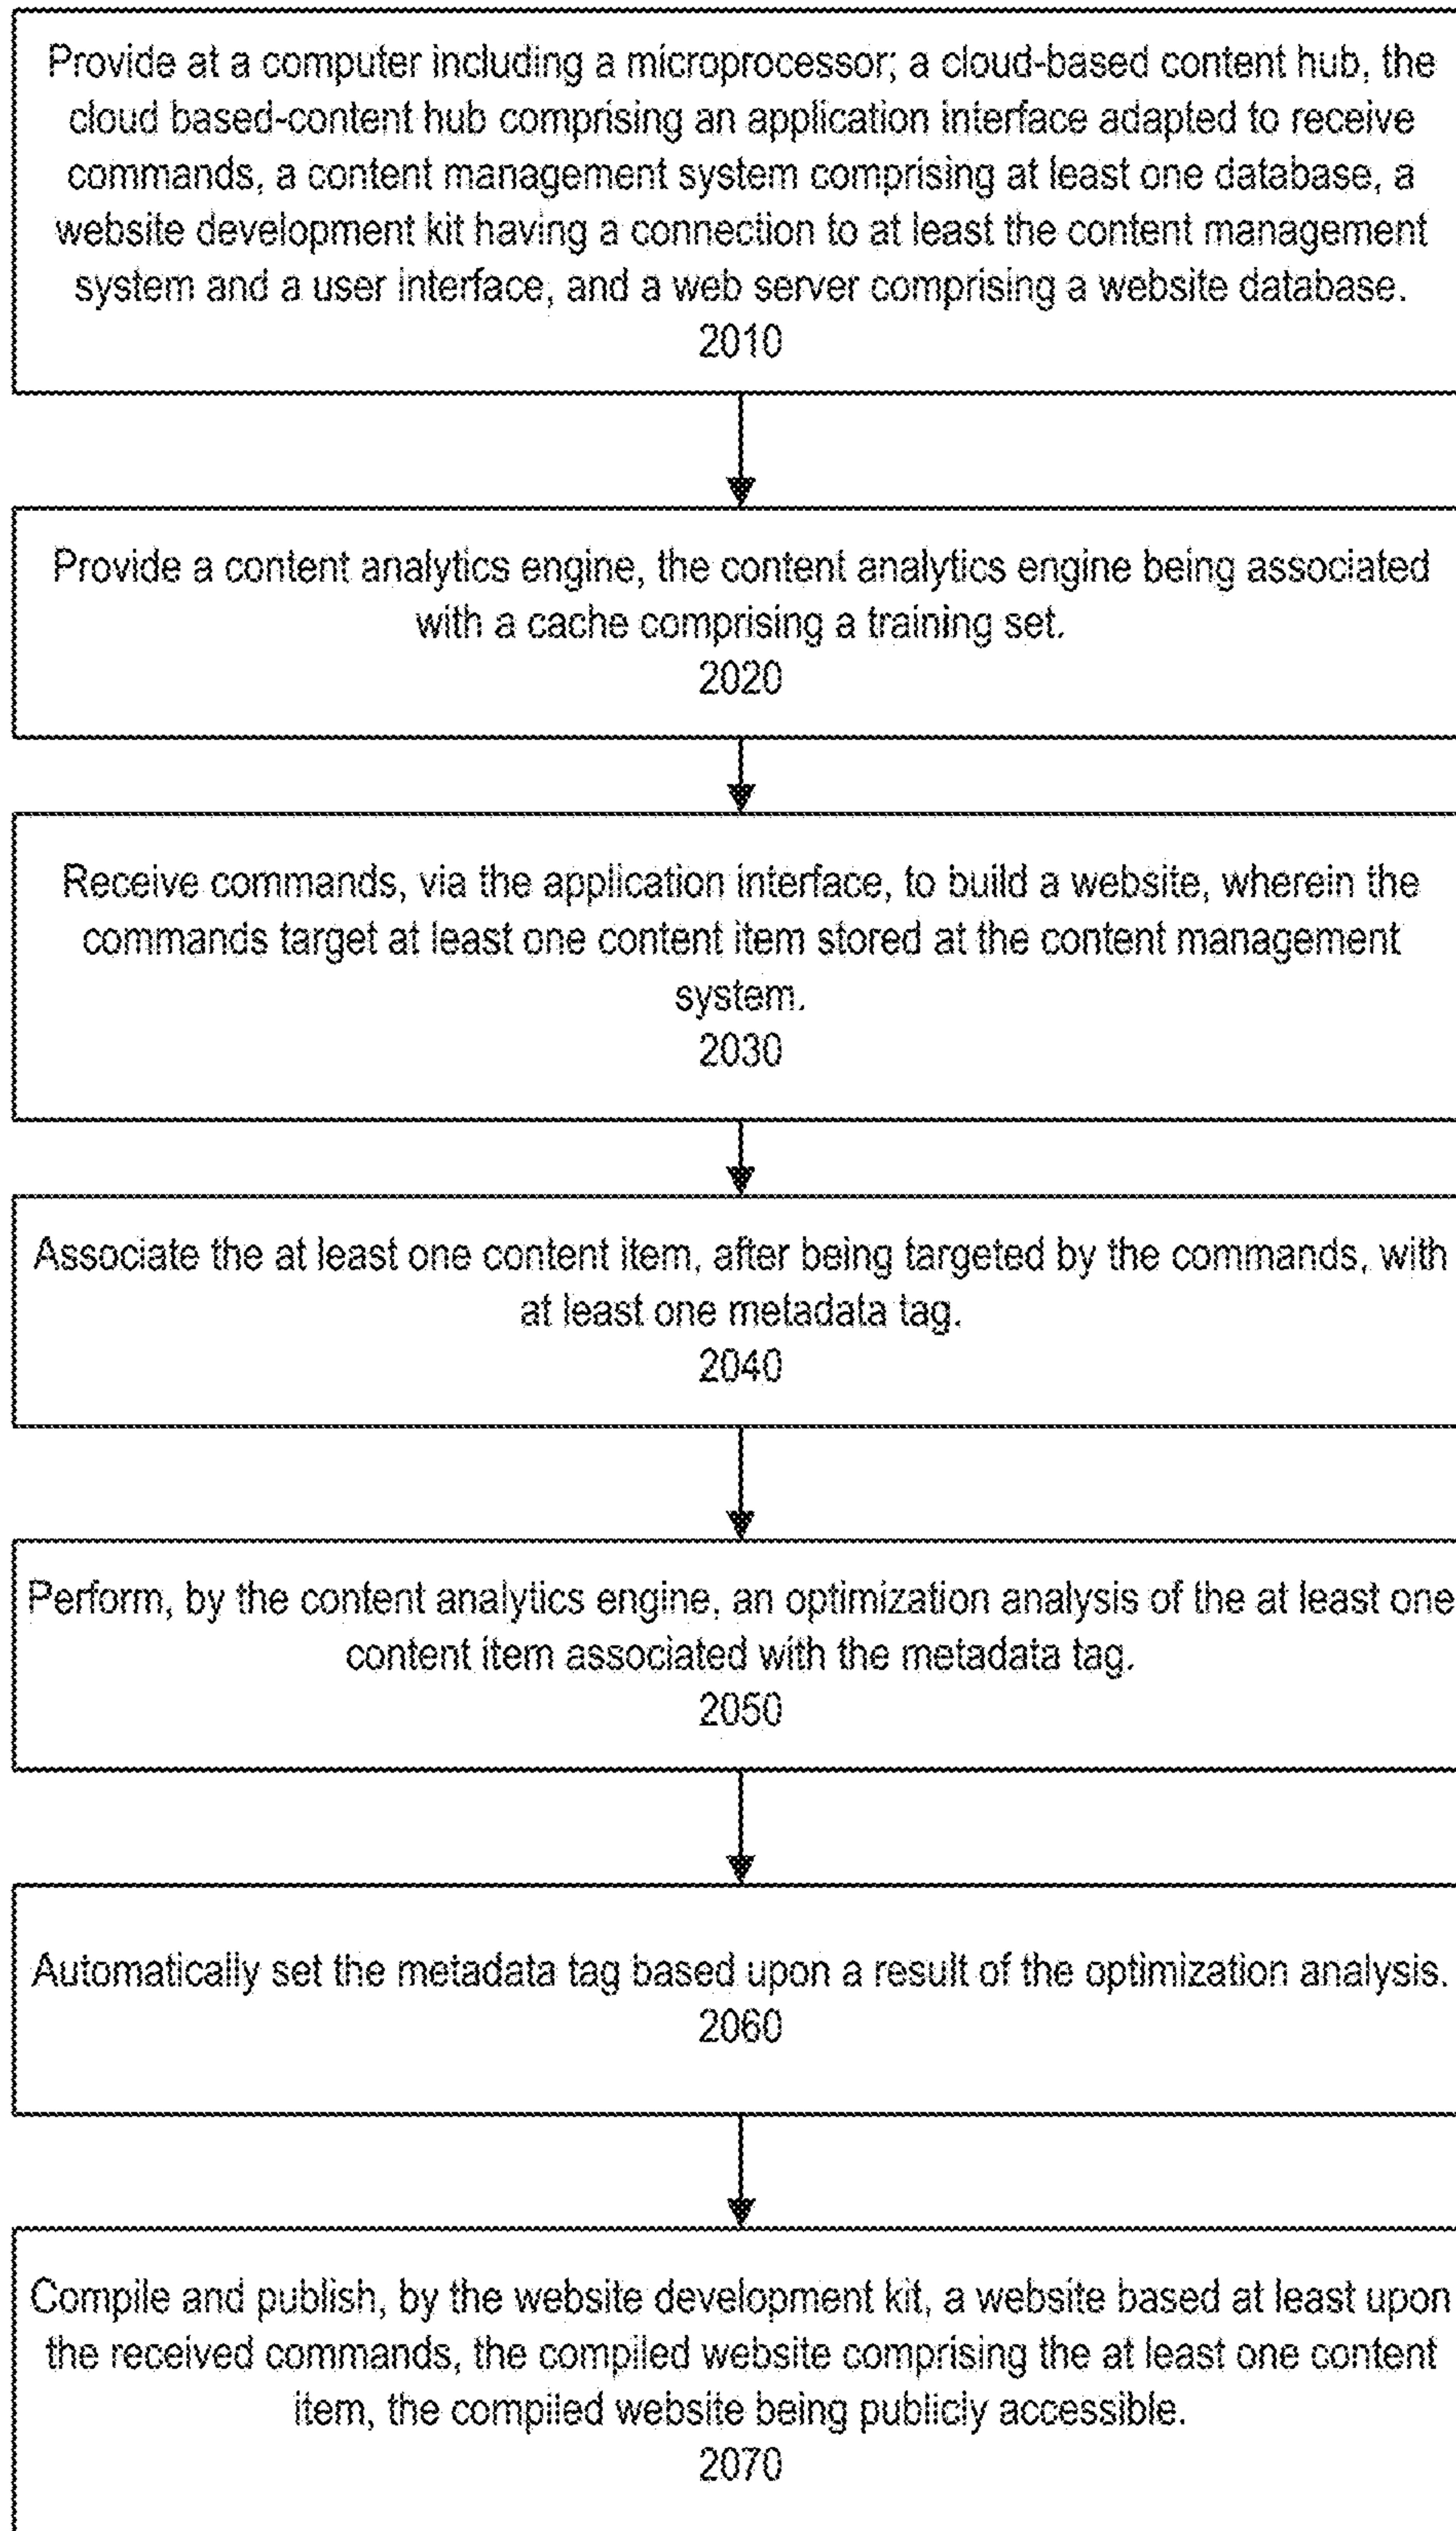 Provide at a computer including a microprocessor; a cloud-based content hub, the
cloud based-content hub comprising an application interface adapted to receive
commands, a content management system comprising at least one database, a
website development kit having a connection to at least the content management
system and a user interface, and a web server comprising a website database.
2010
Provide a content analytics engine, the content analytics engine being associated
with a cache comprising a training set.
2020
Receive commands, via the application interface, to build a website, wherein the
commands target at least one content item stored at the content management
system.
2030
Associate the at least one content item, after being targeted by the commands, with
at least one metadata tag.
2040
Perform, by the content analytics engine, an optimization analysis of the at least one
content item associated with the metadata tag.
2050
Automatically set the metadata tag based upon a result of the optimization analysis.
2060
Compile and publish, by the website development kit, a website based at least upon
the received commands, the compiled website comprising the at least one content
item, the compiled website being publicly accessible.
2070